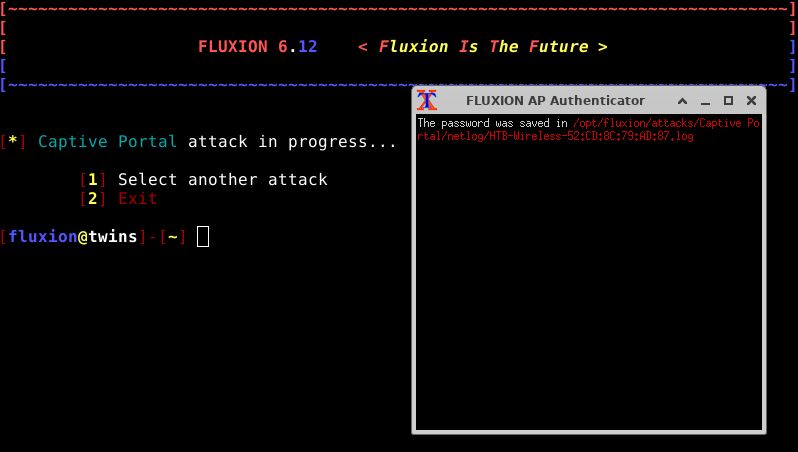 FLUXION 6.12 < Fluxion Is The Future >
FLUXION AP Authenticator
The password was saved in /opt/fluxion/attacks/Captive Po
rtal/netlog/HTB-Wireless-52:CD:8C:79:AD:87.log
[*] Captive Portal attack in progress...
[1] Select another attack
[2] Exit
[fluxion@twins]-[~]